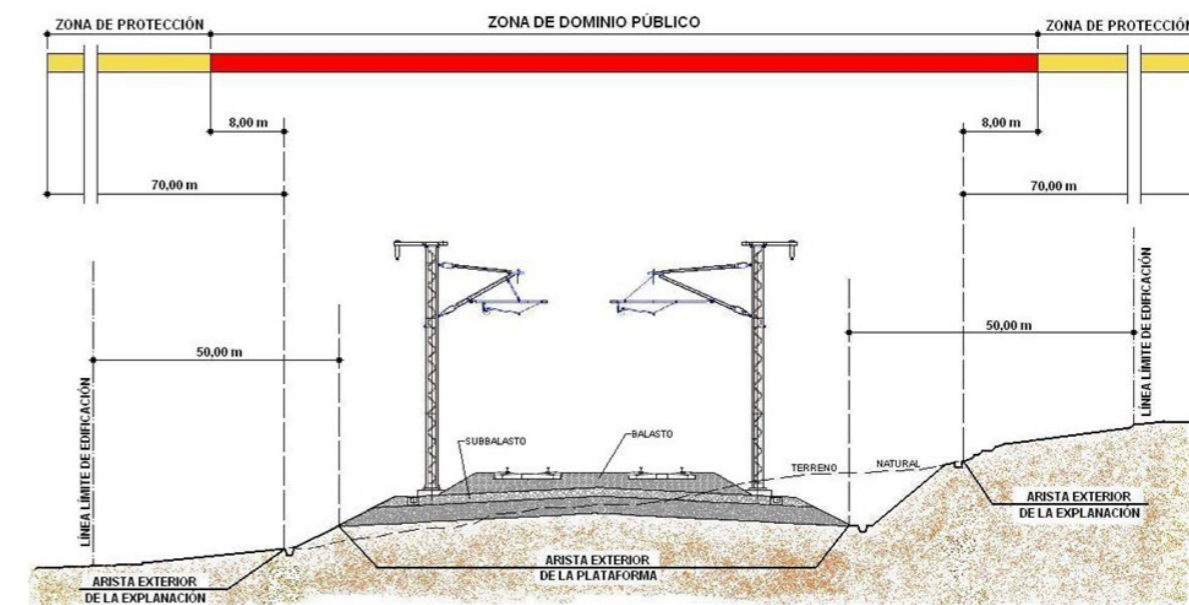 ZONA DE PROTECCIÓN
ZONA DE DOMINIO PÚBLICO
ZONA DE PROTECCIÓN
8,00 m
8,00 m
70,00 m
70,00 m
50,00 m
50,00 m
LÍNEA LÍMITE DE EDIFICACIÓN
LÍNEA LÍMITE DE EDIFICACIÓN
SUBBALASTO
BALASTO
TERRENO NATURAL
ARISTA EXTERIOR
DE LA EXPLANACIÓN
ARISTA EXTERIOR
DE LA PLATAFORMA
ARISTA EXTERIOR
DE LA EXPLANACIÓN